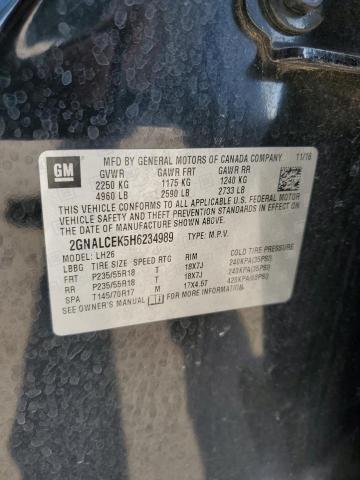 GM
MFD BY GENERAL MOTORS OF CANADA COMPANY 11/16
GVWR GAWR FRT GAWR RR
2250 KG 1175 KG 1240 KG
4960 LB 2590 LB 2733 LB
THIS VEHICLE CONFORMS TO ALL APPLICABLE U.S. FEDERAL MOTOR
VEHICLE SAFETY AND THEFT PREVENTION STANDARDS IN EFFECT ON
THE DATE OF MANUFACTURE SHOWN ABOVE.
2GNALCEK5H6234989 TYPE: M.P.V.
MODEL: LH26
LBBG TIRE SIZE SPEED RTG RIM COLD TIRE PRESSURE
FRT P235/55R18 T 18X7J 240KPA(35PSI)
RR P235/55R18 T 18X7J 240KPA(35PSI)
SPA T145/70R17 M 17X4.5T 420KPA(60PSI)
SEE OWNER'S MANUAL FOR ADDITIONAL INFORMATION.